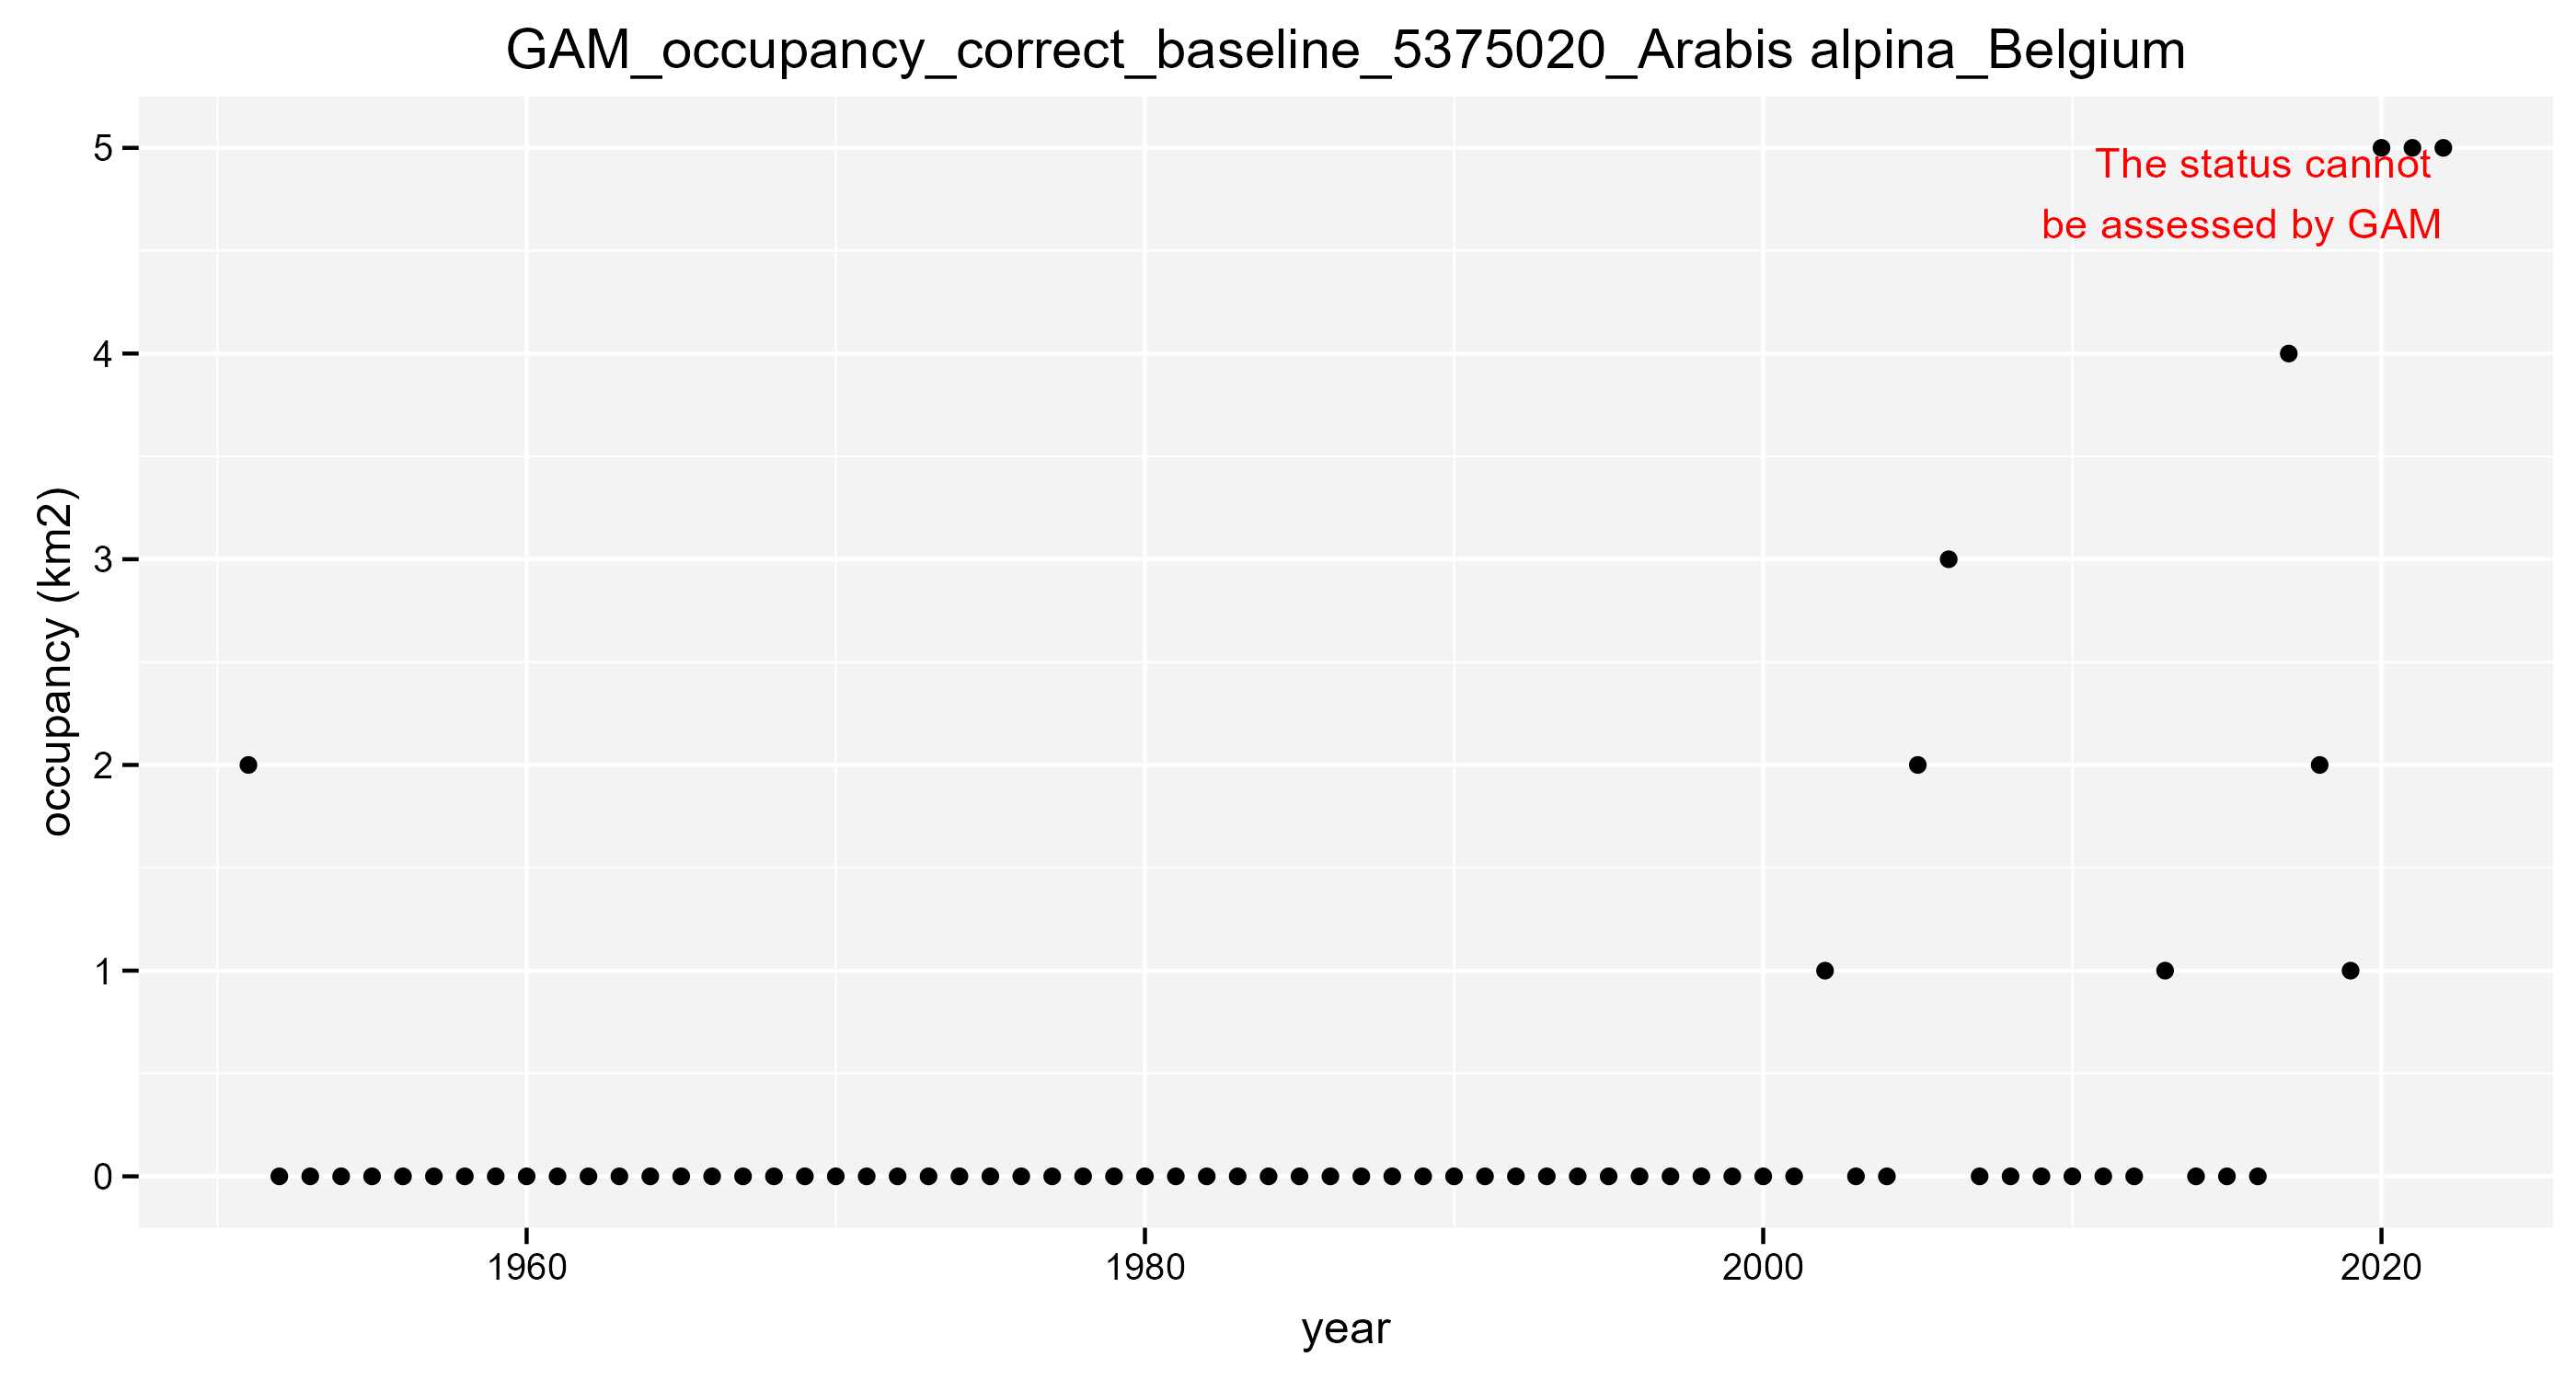 GAM_occupancy_correct_baseline_5375020_Arabis alpina_Belgium
5
The status cannot
be assessed by GAM
4
3
occupancy (km2)
2
1
0
1960 1980 2000 2020
year